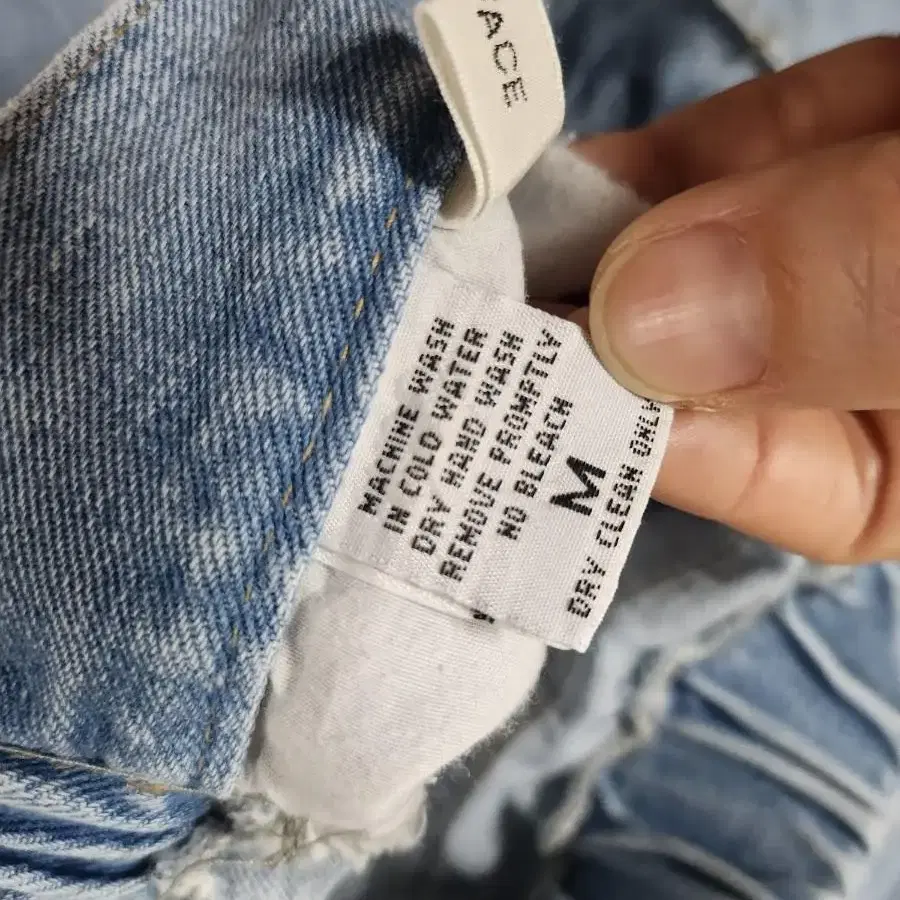 ACE
MACHINE WASH
IN COLD WATER
DRY HAND WASH
REMOVE PROMPTLY
NO BLEACH
M
DRY CLEAN ONLY